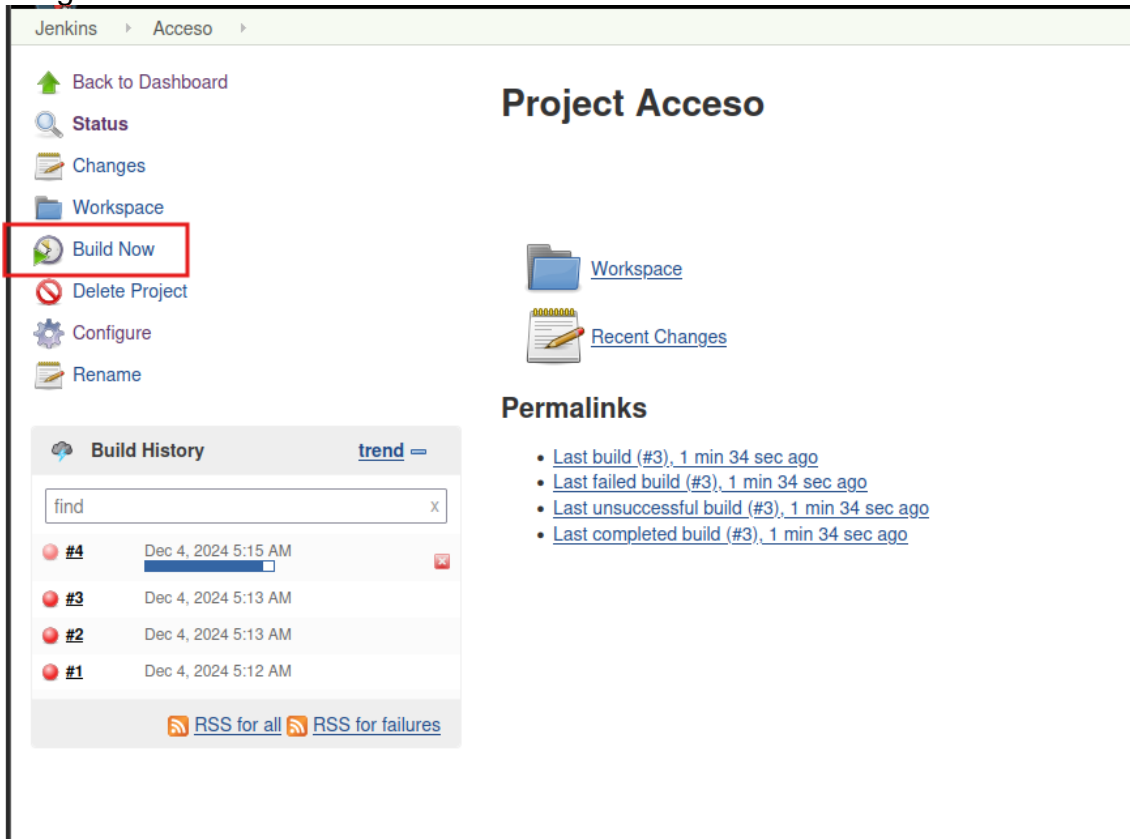 Jenkins Acceso
Back to Dashboard
Status
Changes
Workspace
Build Now
Delete Project
Configure
Rename
Project Acceso
Workspace
Recent Changes
Permalinks
Last build (#3), 1 min 34 sec ago
Last failed build (#3), 1 min 34 sec ago
Last unsuccessful build (#3), 1 min 34 sec ago
Last completed build (#3), 1 min 34 sec ago
Build History trend
find x
#4 Dec 4, 2024 5:15 AM
#3 Dec 4, 2024 5:13 AM
#2 Dec 4, 2024 5:13 AM
#1 Dec 4, 2024 5:12 AM
RSS for all RSS for failures